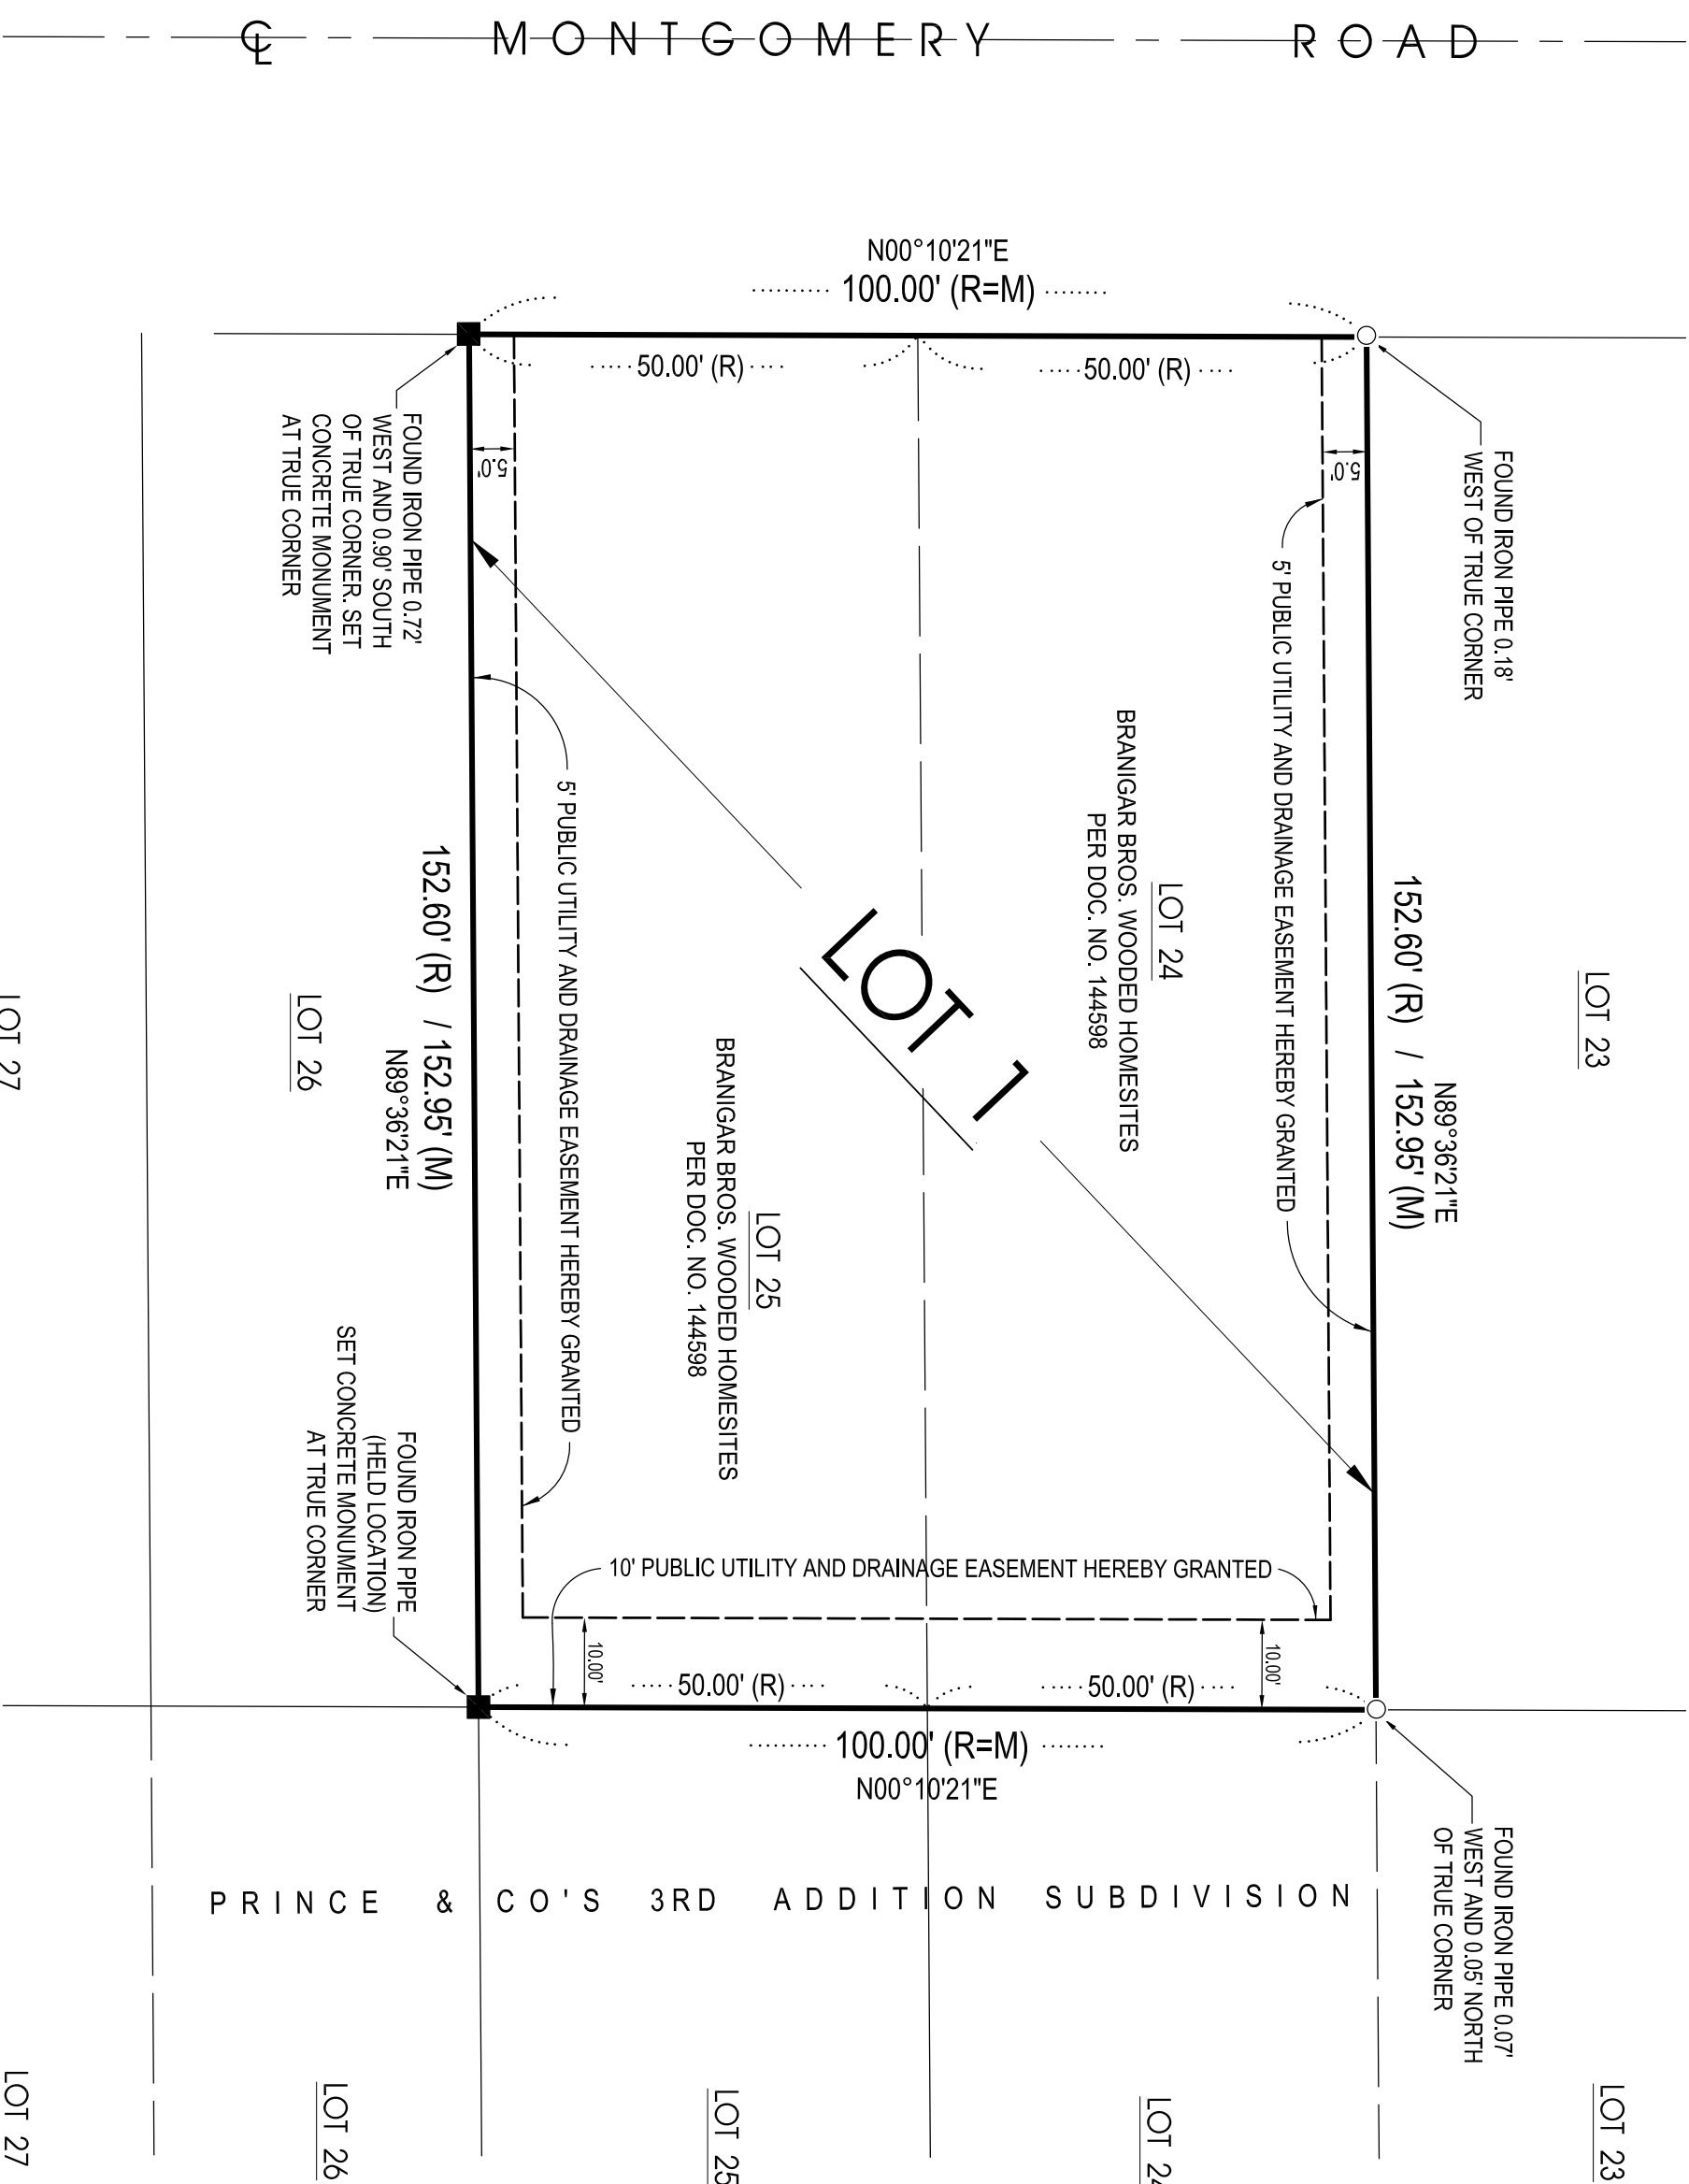 ℄ MONTGOMERY ROAD
N00°10'21"E
100.00' (R=M)
50.00' (R)
50.00' (R)
FOUND IRON PIPE 0.72'
WEST AND 0.90' SOUTH
OF TRUE CORNER. SET
CONCRETE MONUMENT
AT TRUE CORNER
5.0'
5.0'
FOUND IRON PIPE 0.18'
WEST OF TRUE CORNER
5' PUBLIC UTILITY AND DRAINAGE EASEMENT HEREBY GRANTED
LOT 24
BRANIGAR BROS. WOODED HOMESITES
PER DOC. NO. 144598
LOT 23
N89°36'21"E
152.60' (R) / 152.95' (M)
LOT 1
5' PUBLIC UTILITY AND DRAINAGE EASEMENT HEREBY GRANTED
152.60' (R) / 152.95' (M)
N89°36'21"E
LOT 26
LOT 27
LOT 25
BRANIGAR BROS. WOODED HOMESITES
PER DOC. NO. 144598
FOUND IRON PIPE
(HELD LOCATION)
SET CONCRETE MONUMENT
AT TRUE CORNER
10' PUBLIC UTILITY AND DRAINAGE EASEMENT HEREBY GRANTED
10.00'
10.00'
50.00' (R)
50.00' (R)
100.00' (R=M)
N00°10'21"E
FOUND IRON PIPE 0.07'
WEST AND 0.05' NORTH
OF TRUE CORNER
PRINCE & CO'S 3RD ADDITION SUBDIVISION
LOT 27
LOT 26
LOT 25
LOT 24
LOT 23